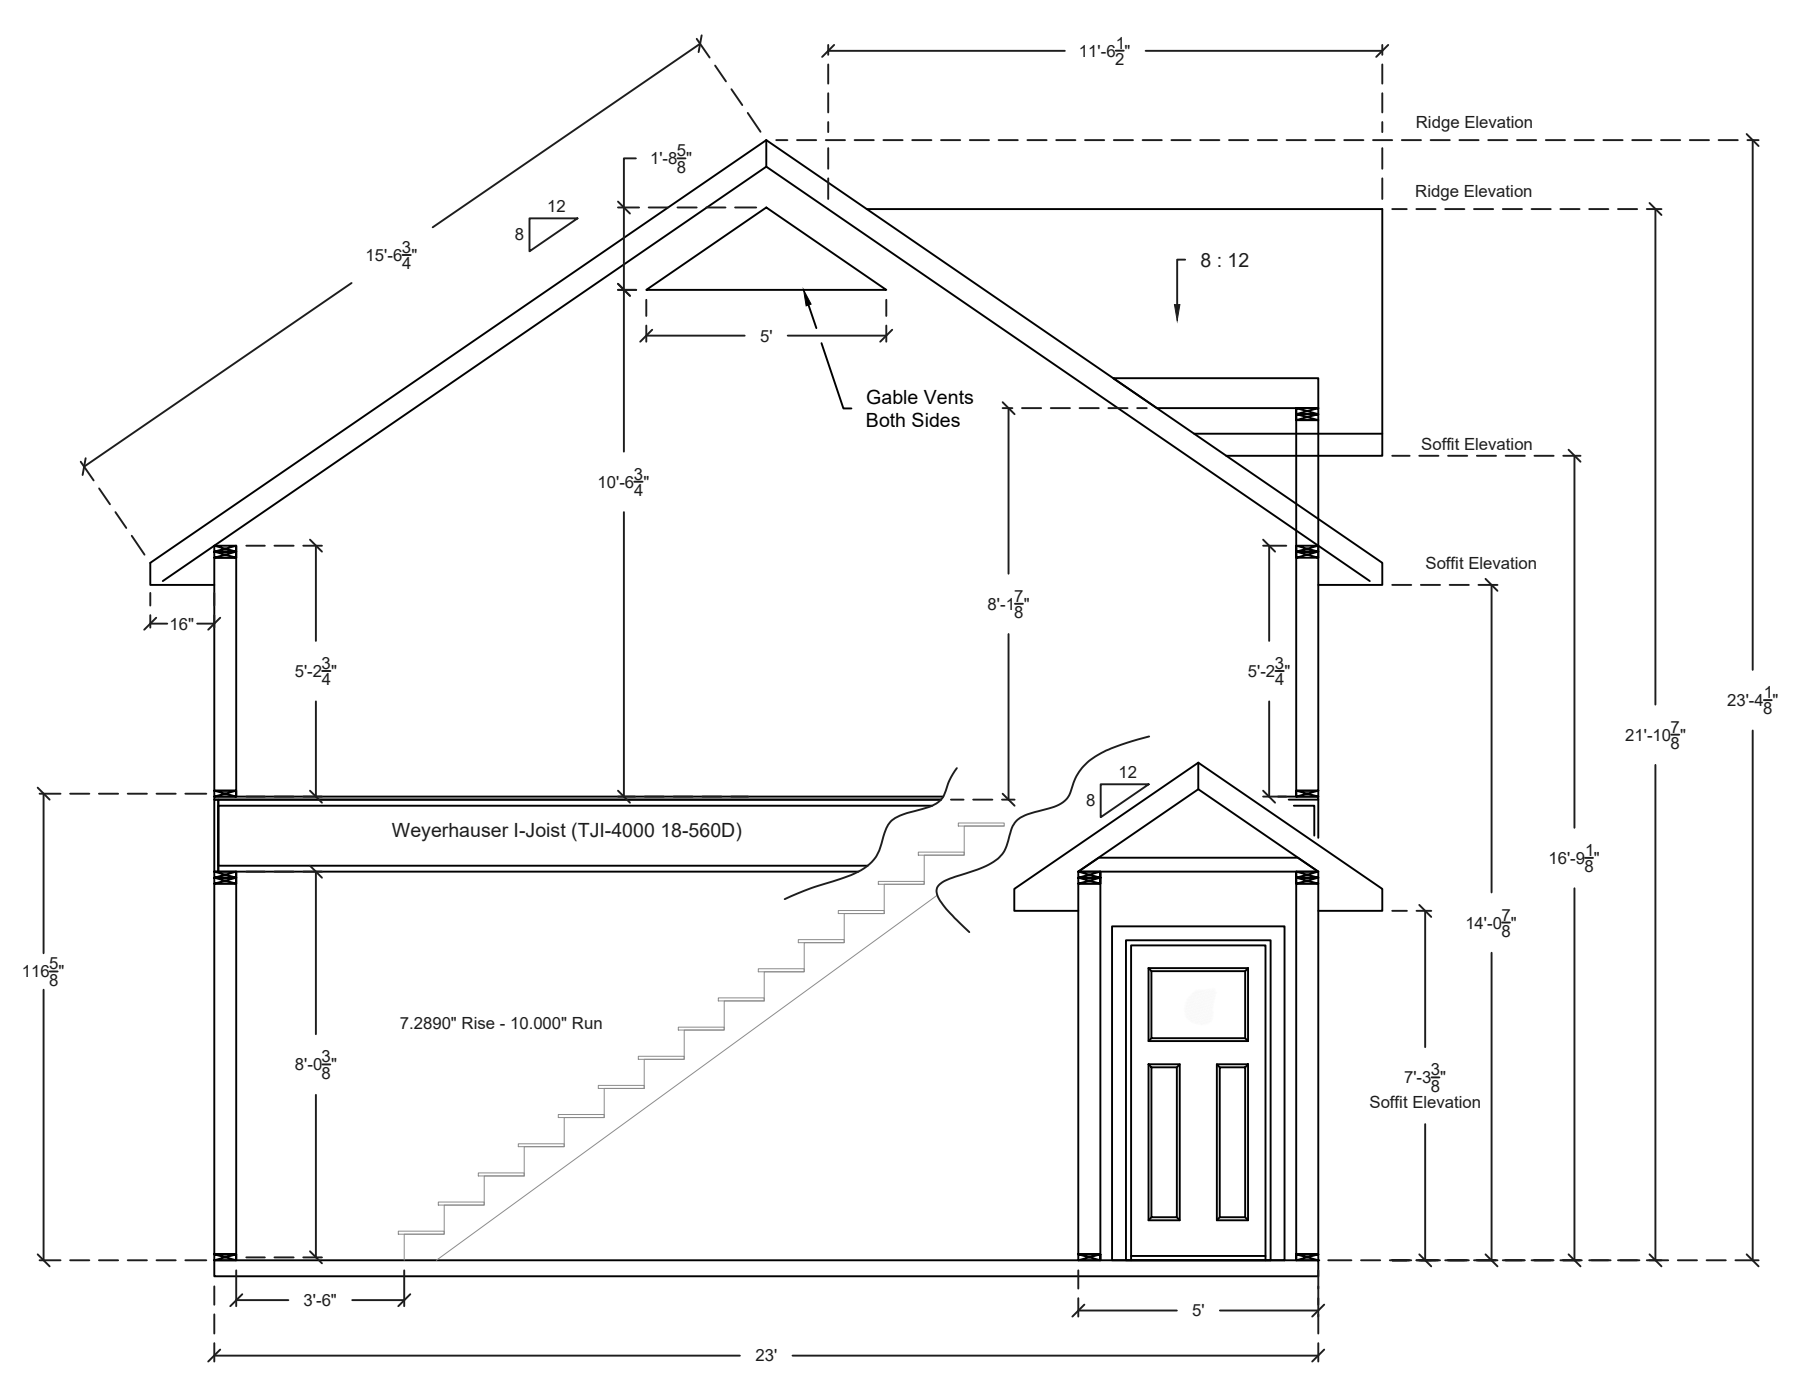 11'-6 1/2"
Ridge Elevation
1'-8 5/8"
Ridge Elevation
12
8
15'-6 3/4"
8 : 12
5'
Gable Vents
Both Sides
Soffit Elevation
10'-6 3/4"
Soffit Elevation
8'-1 7/8"
16"
5'-2 3/4"
5'-2 3/4"
23'-4 1/8"
21'-10 7/8"
12
8
Weyerhauser I-Joist (TJI-4000 18-560D)
16'-9 1/8"
14'-0 7/8"
116 5/8"
7.2890" Rise - 10.000" Run
8'-0 3/8"
7'-3 3/8"
Soffit Elevation
3'-6"
5'
23'